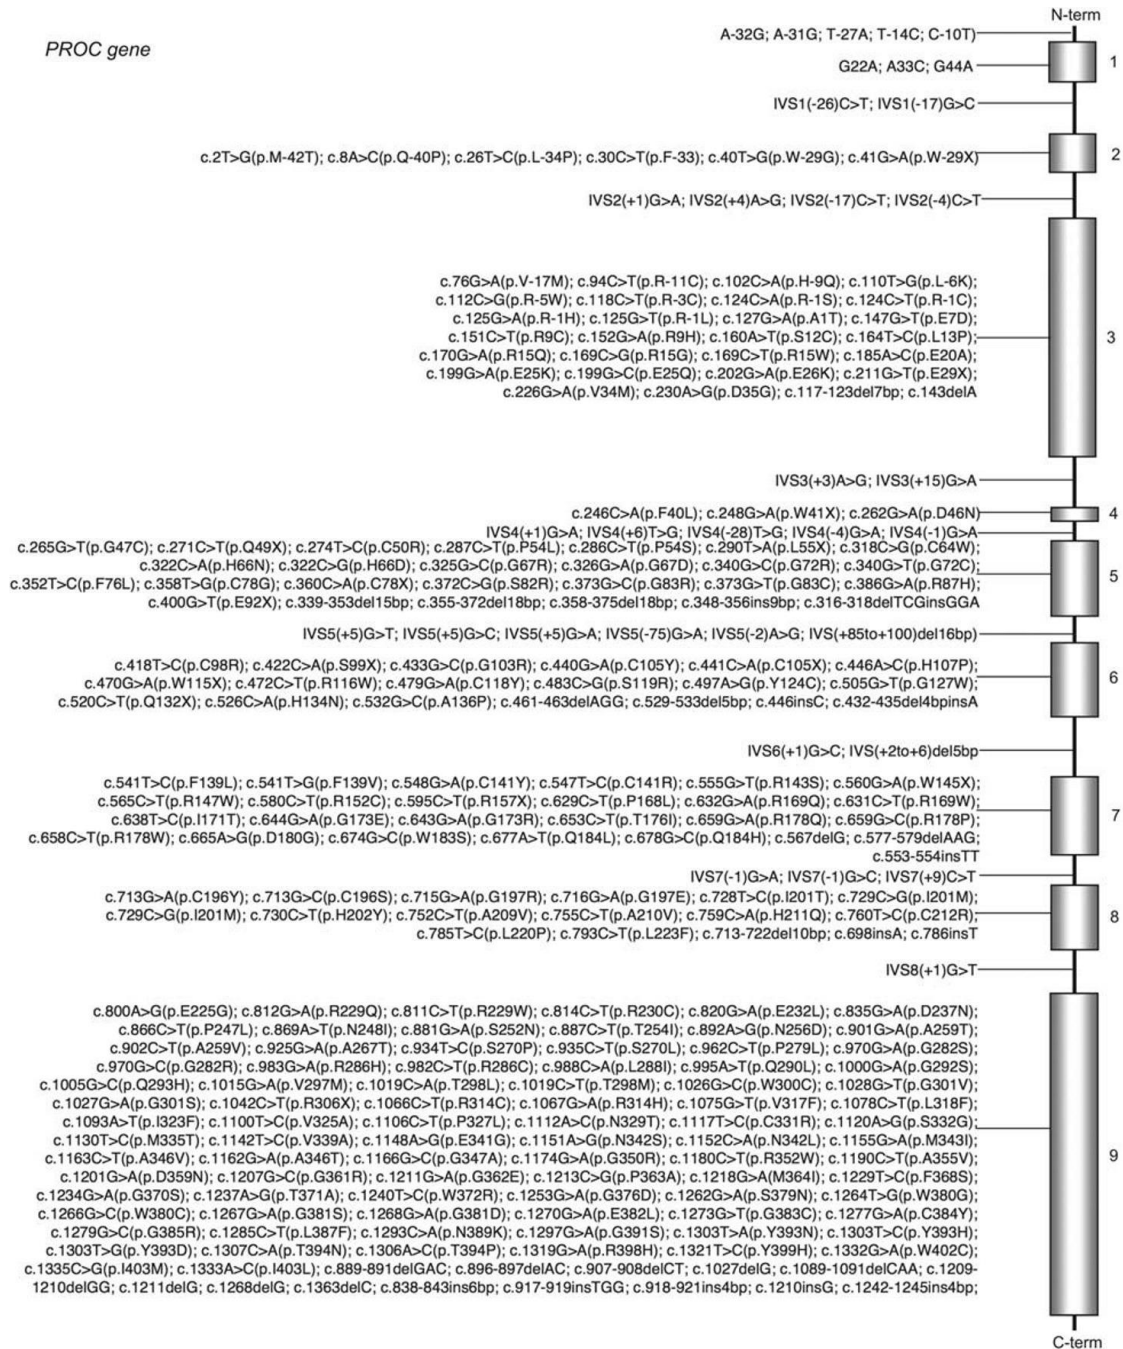 N-term
PROC gene
A-32G; A-31G; T-27A; T-14C; C-10T)
G22A; A33C; G44A
1
IVS1(-26)C>T; IVS1(-17)G>C
c.2T>G(p.M-42T); c.8A>C(p.Q-40P); c.26T>C(p.L-34P); c.30C>T(p.F-33); c.40T>G(p.W-29G); c.41G>A(p.W-29X)
2
IVS2(+1)G>A; IVS2(+4)A>G; IVS2(-17)C>T; IVS2(-4)C>T
c.76G>A(p.V-17M); c.94C>T(p.R-11C); c.102C>A(p.H-9Q); c.110T>G(p.L-6K);
c.112C>G(p.R-5W); c.118C>T(p.R-3C); c.124C>A(p.R-1S); c.124C>T(p.R-1C);
c.125G>A(p.R-1H); c.125G>T(p.R-1L); c.127G>A(p.A1T); c.147G>T(p.E7D);
c.151C>T(p.R9C); c.152G>A(p.R9H); c.160A>T(p.S12C); c.164T>C(p.L13P);
3
c.170G>A(p.R15Q); c.169C>G(p.R15G); c.169C>T(p.R15W); c.185A>C(p.E20A);
c.199G>A(p.E25K); c.199G>C(p.E25Q); c.202G>A(p.E26K); c.211G>T(p.E29X);
c.226G>A(p.V34M); c.230A>G(p.D35G); c.117-123del7bp; c.143delA
IVS3(+3)A>G; IVS3(+15)G>A
c.246C>A(p.F40L); c.248G>A(p.W41X); c.262G>A(p.D46N)
4
IVS4(+1)G>A; IVS4(+6)T>G; IVS4(-28)T>G; IVS4(-4)G>A; IVS4(-1)G>A
c.265G>T(p.G47C); c.271C>T(p.Q49X); c.274T>C(p.C50R); c.287C>T(p.P54L); c.286C>T(p.P54S); c.290T>A(p.L55X); c.318C>G(p.C64W);
c.322C>A(p.H66N); c.322C>G(p.H66D); c.325G>C(p.G67R); c.326G>A(p.G67D); c.340G>C(p.G72R); c.340G>T(p.G72C);
5
c.352T>C(p.F76L); c.358T>G(p.C78G); c.360C>A(p.C78X); c.372C>G(p.S82R); c.373G>C(p.G83R); c.373G>T(p.G83C); c.386G>A(p.R87H);
c.400G>T(p.E92X); c.339-353del15bp; c.355-372del18bp; c.358-375del18bp; c.348-356ins9bp; c.316-318delTCGinsGGA
IVS5(+5)G>T; IVS5(+5)G>C; IVS5(+5)G>A; IVS5(-75)G>A; IVS5(-2)A>G; IVS(+85to+100)del16bp)
c.418T>C(p.C98R); c.422C>A(p.S99X); c.433G>C(p.G103R); c.440G>A(p.C105Y); c.441C>A(p.C105X); c.446A>C(p.H107P);
c.470G>A(p.W115X); c.472C>T(p.R116W); c.479G>A(p.C118Y); c.483C>G(p.S119R); c.497A>G(p.Y124C); c.505G>T(p.G127W);
6
c.520C>T(p.Q132X); c.526C>A(p.H134N); c.532G>C(p.A136P); c.461-463delAGG; c.529-533del5bp; c.446insC; c.432-435del4bpinsA
IVS6(+1)G>C; IVS(+2to+6)del5bp
c.541T>C(p.F139L); c.541T>G(p.F139V); c.548G>A(p.C141Y); c.547T>C(p.C141R); c.555G>T(p.R143S); c.560G>A(p.W145X);
c.565C>T(p.R147W); c.580C>T(p.R152C); c.595C>T(p.R157X); c.629C>T(p.P168L); c.632G>A(p.R169Q); c.631C>T(p.R169W);
c.638T>C(p.I171T); c.644G>A(p.G173E); c.643G>A(p.G173R); c.653C>T(p.T176I); c.659G>A(p.R178Q); c.659G>C(p.R178P);
7
c.658C>T(p.R178W); c.665A>G(p.D180G); c.674G>C(p.W183S); c.677A>T(p.Q184L); c.678G>C(p.Q184H); c.567delG; c.577-579delAAG;
c.553-554insTT
IVS7(-1)G>A; IVS7(-1)G>C; IVS7(+9)C>T
c.713G>A(p.C196Y); c.713G>C(p.C196S); c.715G>A(p.G197R); c.716G>A(p.G197E); c.728T>C(p.I201T); c.729C>G(p.I201M);
c.729C>G(p.I201M); c.730C>T(p.H202Y); c.752C>T(p.A209V); c.755C>T(p.A210V); c.759C>A(p.H211Q); c.760T>C(p.C212R);
8
c.785T>C(p.L220P); c.793C>T(p.L223F); c.713-722del10bp; c.698insA; c.786insT
IVS8(+1)G>T
c.800A>G(p.E225G); c.812G>A(p.R229Q); c.811C>T(p.R229W); c.814C>T(p.R230C); c.820G>A(p.E232L); c.835G>A(p.D237N);
c.866C>T(p.P247L); c.869A>T(p.N248I); c.881G>A(p.S252N); c.887C>T(p.T254I); c.892A>G(p.N256D); c.901G>A(p.A259T);
c.902C>T(p.A259V); c.925G>A(p.A267T); c.934T>C(p.S270P); c.935C>T(p.S270L); c.962C>T(p.P279L); c.970G>A(p.G282S);
c.970G>C(p.G282R); c.983G>A(p.R286H); c.982C>T(p.R286C); c.988C>A(p.L288I); c.995A>T(p.Q290L); c.1000G>A(p.G292S);
c.1005G>C(p.Q293H); c.1015G>A(p.V297M); c.1019C>A(p.T298L); c.1019C>T(p.T298M); c.1026G>C(p.W300C); c.1028G>T(p.G301V);
c.1027G>A(p.G301S); c.1042C>T(p.R306X); c.1066C>T(p.R314C); c.1067G>A(p.R314H); c.1075G>T(p.V317F); c.1078C>T(p.L318F);
c.1093A>T(p.I323F); c.1100T>C(p.V325A); c.1106C>T(p.P327L); c.1112A>C(p.N329T); c.1117T>C(p.C331R); c.1120A>G(p.S332G);
c.1130T>C(p.M335T); c.1142T>C(p.V339A); c.1148A>G(p.E341G); c.1151A>G(p.N342S); c.1152C>A(p.N342L); c.1155G>A(p.M343I);
c.1163C>T(p.A346V); c.1162G>A(p.A346T); c.1166G>C(p.G347A); c.1174G>A(p.G350R); c.1180C>T(p.R352W); c.1190C>T(p.A355V);
9
c.1201G>A(p.D359N); c.1207G>C(p.G361R); c.1211G>A(p.G362E); c.1213C>G(p.P363A); c.1218G>A(M364I); c.1229T>C(p.F368S);
c.1234G>A(p.G370S); c.1237A>G(p.T371A); c.1240T>C(p.W372R); c.1253G>A(p.G376D); c.1262G>A(p.S379N); c.1264T>G(p.W380G);
c.1266G>C(p.W380C); c.1267G>A(p.G381S); c.1268G>A(p.G381D); c.1270G>A(p.E382L); c.1273G>T(p.G383C); c.1277G>A(p.C384Y);
c.1279G>C(p.G385R); c.1285C>T(p.L387F); c.1293C>A(p.N389K); c.1297G>A(p.G391S); c.1303T>A(p.Y393N); c.1303T>C(p.Y393H);
c.1303T>G(p.Y393D); c.1307C>A(p.T394N); c.1306A>C(p.T394P); c.1319G>A(p.R398H); c.1321T>C(p.Y399H); c.1332G>A(p.W402C);
c.1335C>G(p.I403M); c.1333A>C(p.I403L); c.889-891delGAC; c.896-897delAC; c.907-908delCT; c.1027delG; c.1089-1091delCAA; c.1209-
1210delGG; c.1211delG; c.1268delG; c.1363delC; c.838-843ins6bp; c.917-919insTGG; c.918-921ins4bp; c.1210insG; c.1242-1245ins4bp;
C-term